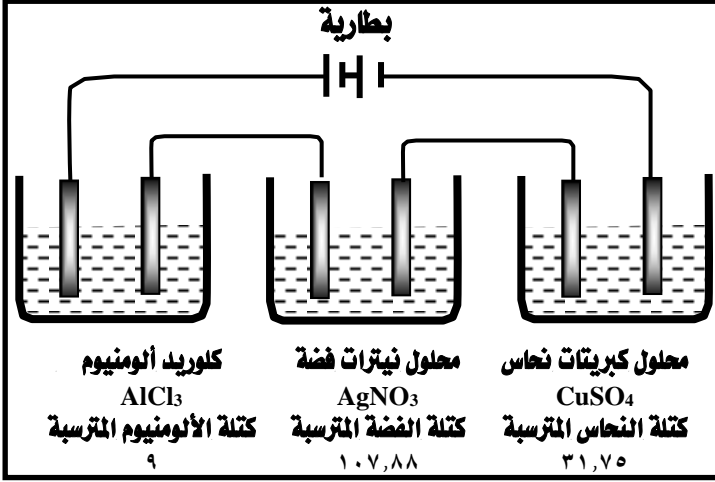 بطارية
محلول كبريتات نحاس
CuSO4
كتلة النحاس المترسبة
٣١,٧٥
محلول نيترات فضة
AgNO3
كتلة الفضة المترسبة
١٠٧,٨٨
كلوريد ألومنيوم
AlCl3
كتلة الألومنيوم المترسبة
٩